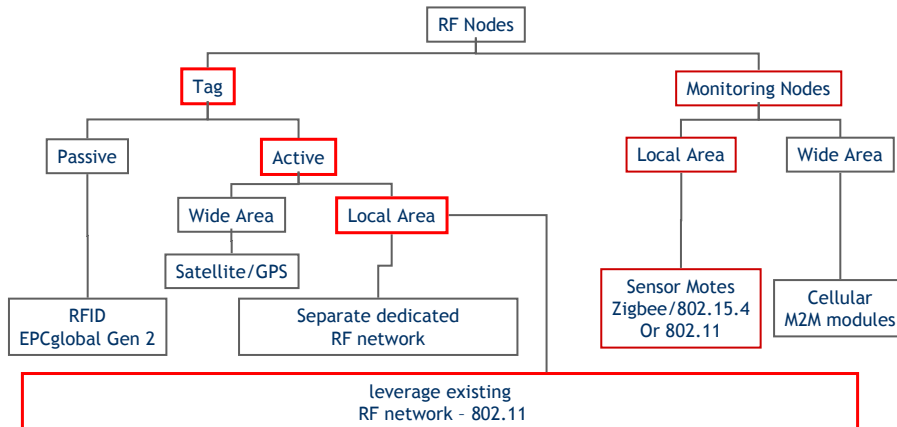 RF Nodes
Tag
Monitoring Nodes
Passive
Active
Local Area
Wide Area
Wide Area
Local Area
Satellite/GPS
RFID
EPCglobal Gen 2
Separate dedicated
RF network
Sensor Motes
Zigbee/802.15.4
Or 802.11
Cellular
M2M modules
leverage existing
RF network – 802.11